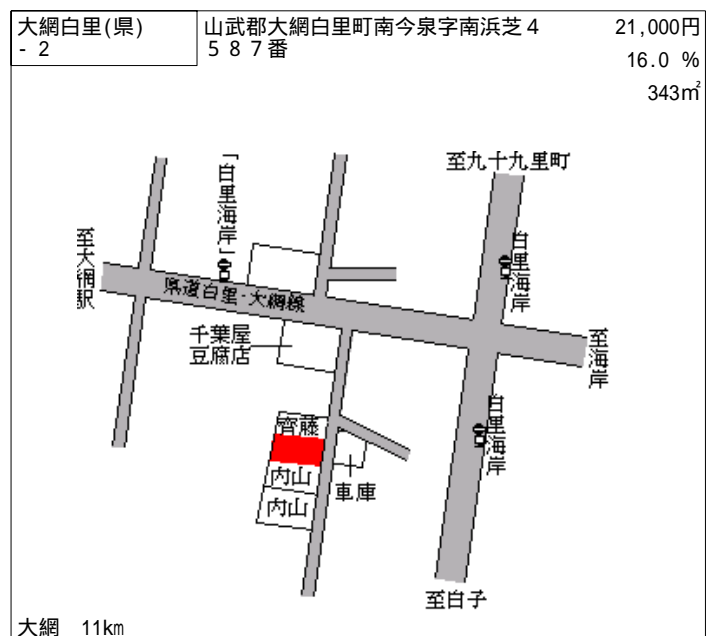 大網白里(県)
- 2
山武郡大網白里町南今泉字南浜芝4
587番
21,000円
16.0 %
343㎡
至九十九里町
「白里海岸」
白里海岸
至大網駅
県道白里・大網線
千葉屋
豆腐店
至海岸
白里海岸
齊藤
内山
車庫
内山
至白子
大網 11km